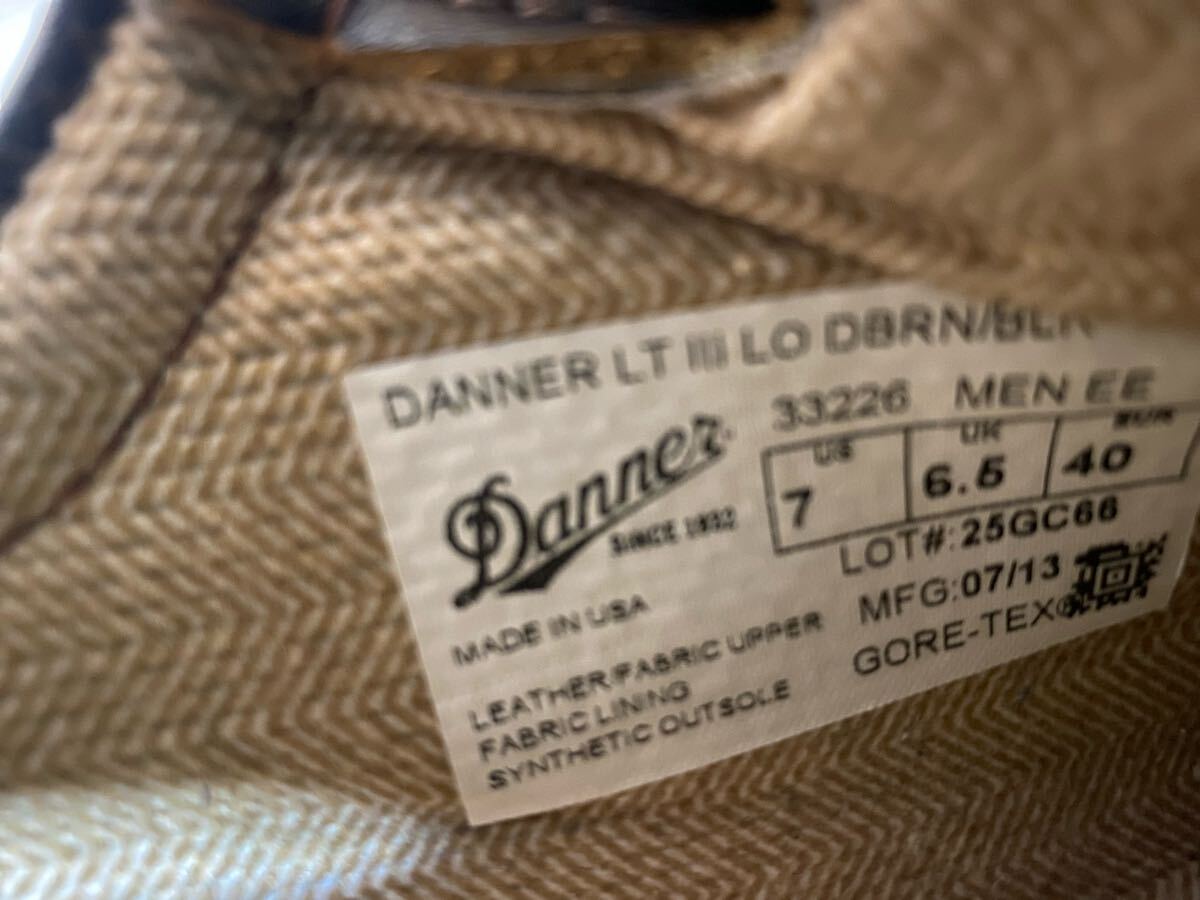 DANNER LT III LO DBRN/BLK
33226 MEN EE
Danner
SINCE 1932
US UK EUR
7 6.5 40
LOT#:25GC66
MFG:07/13
GORE-TEX®
MADE IN USA
LEATHER/FABRIC UPPER
FABRIC LINING
SYNTHETIC OUTSOLE